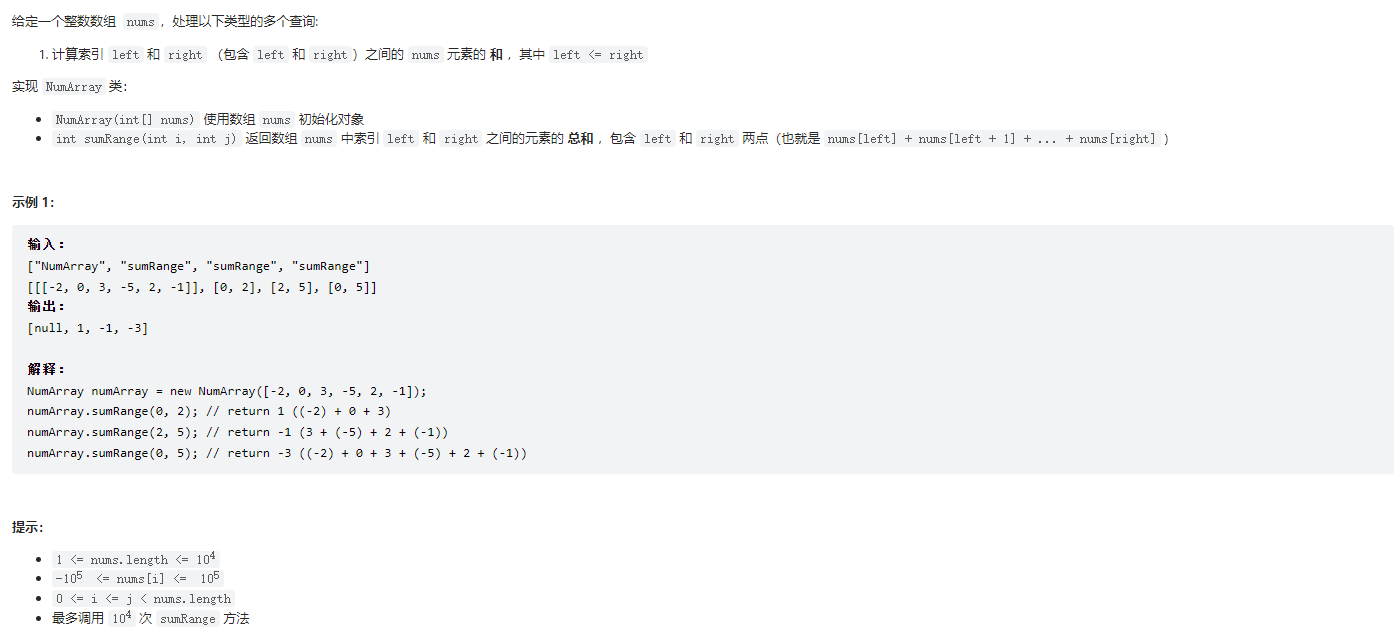 给定一个整数数组 nums，处理以下类型的多个查询:
1. 计算索引 left 和 right （包含 left 和 right）之间的 nums 元素的 和 ，其中 left <= right
实现 NumArray 类：
• NumArray(int[] nums) 使用数组 nums 初始化对象
• int sumRange(int i, int j) 返回数组 nums 中索引 left 和 right 之间的元素的 总和 ，包含 left 和 right 两点（也就是 nums[left] + nums[left + 1] + ... + nums[right] )
示例 1：
输入：
["NumArray", "sumRange", "sumRange", "sumRange"]
[[[-2, 0, 3, -5, 2, -1]], [0, 2], [2, 5], [0, 5]]
输出：
[null, 1, -1, -3]
解释：
NumArray numArray = new NumArray([-2, 0, 3, -5, 2, -1]);
numArray.sumRange(0, 2); // return 1 ((-2) + 0 + 3)
numArray.sumRange(2, 5); // return -1 (3 + (-5) + 2 + (-1))
numArray.sumRange(0, 5); // return -3 ((-2) + 0 + 3 + (-5) + 2 + (-1))
提示：
• 1 <= nums.length <= 10⁴
• -10⁵ <= nums[i] <= 10⁵
• 0 <= i <= j < nums.length
• 最多调用 10⁴ 次 sumRange 方法